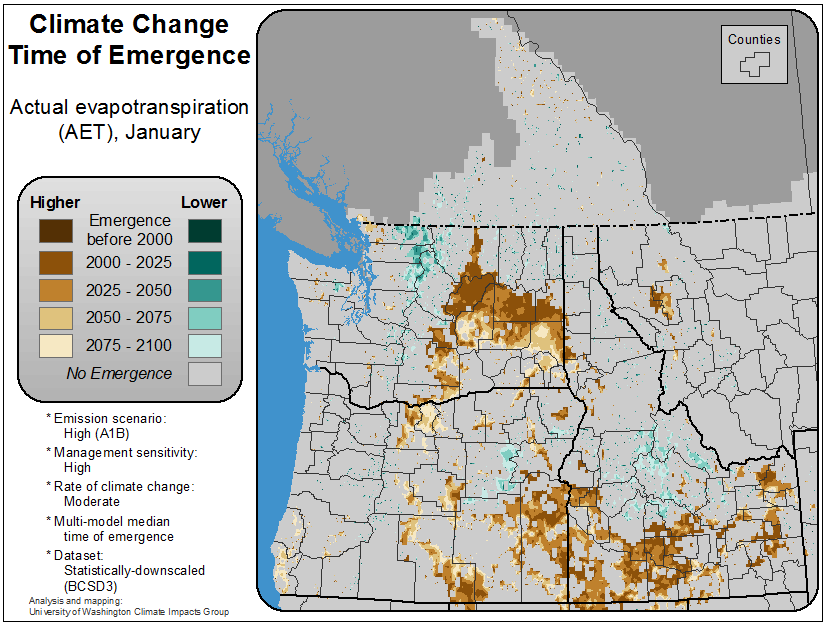 Climate Change
Time of Emergence
Actual evapotranspiration
(AET), January
Higher
Lower
Emergence
before 2000
2000 - 2025
2025 - 2050
2050 - 2075
2075 - 2100
No Emergence
* Emission scenario:
High (A1B)
* Management sensitivity:
High
* Rate of climate change:
Moderate
* Multi-model median
time of emergence
* Dataset:
Statistically-downscaled
(BCSD3)
Analysis and mapping:
University of Washington Climate Impacts Group
Counties